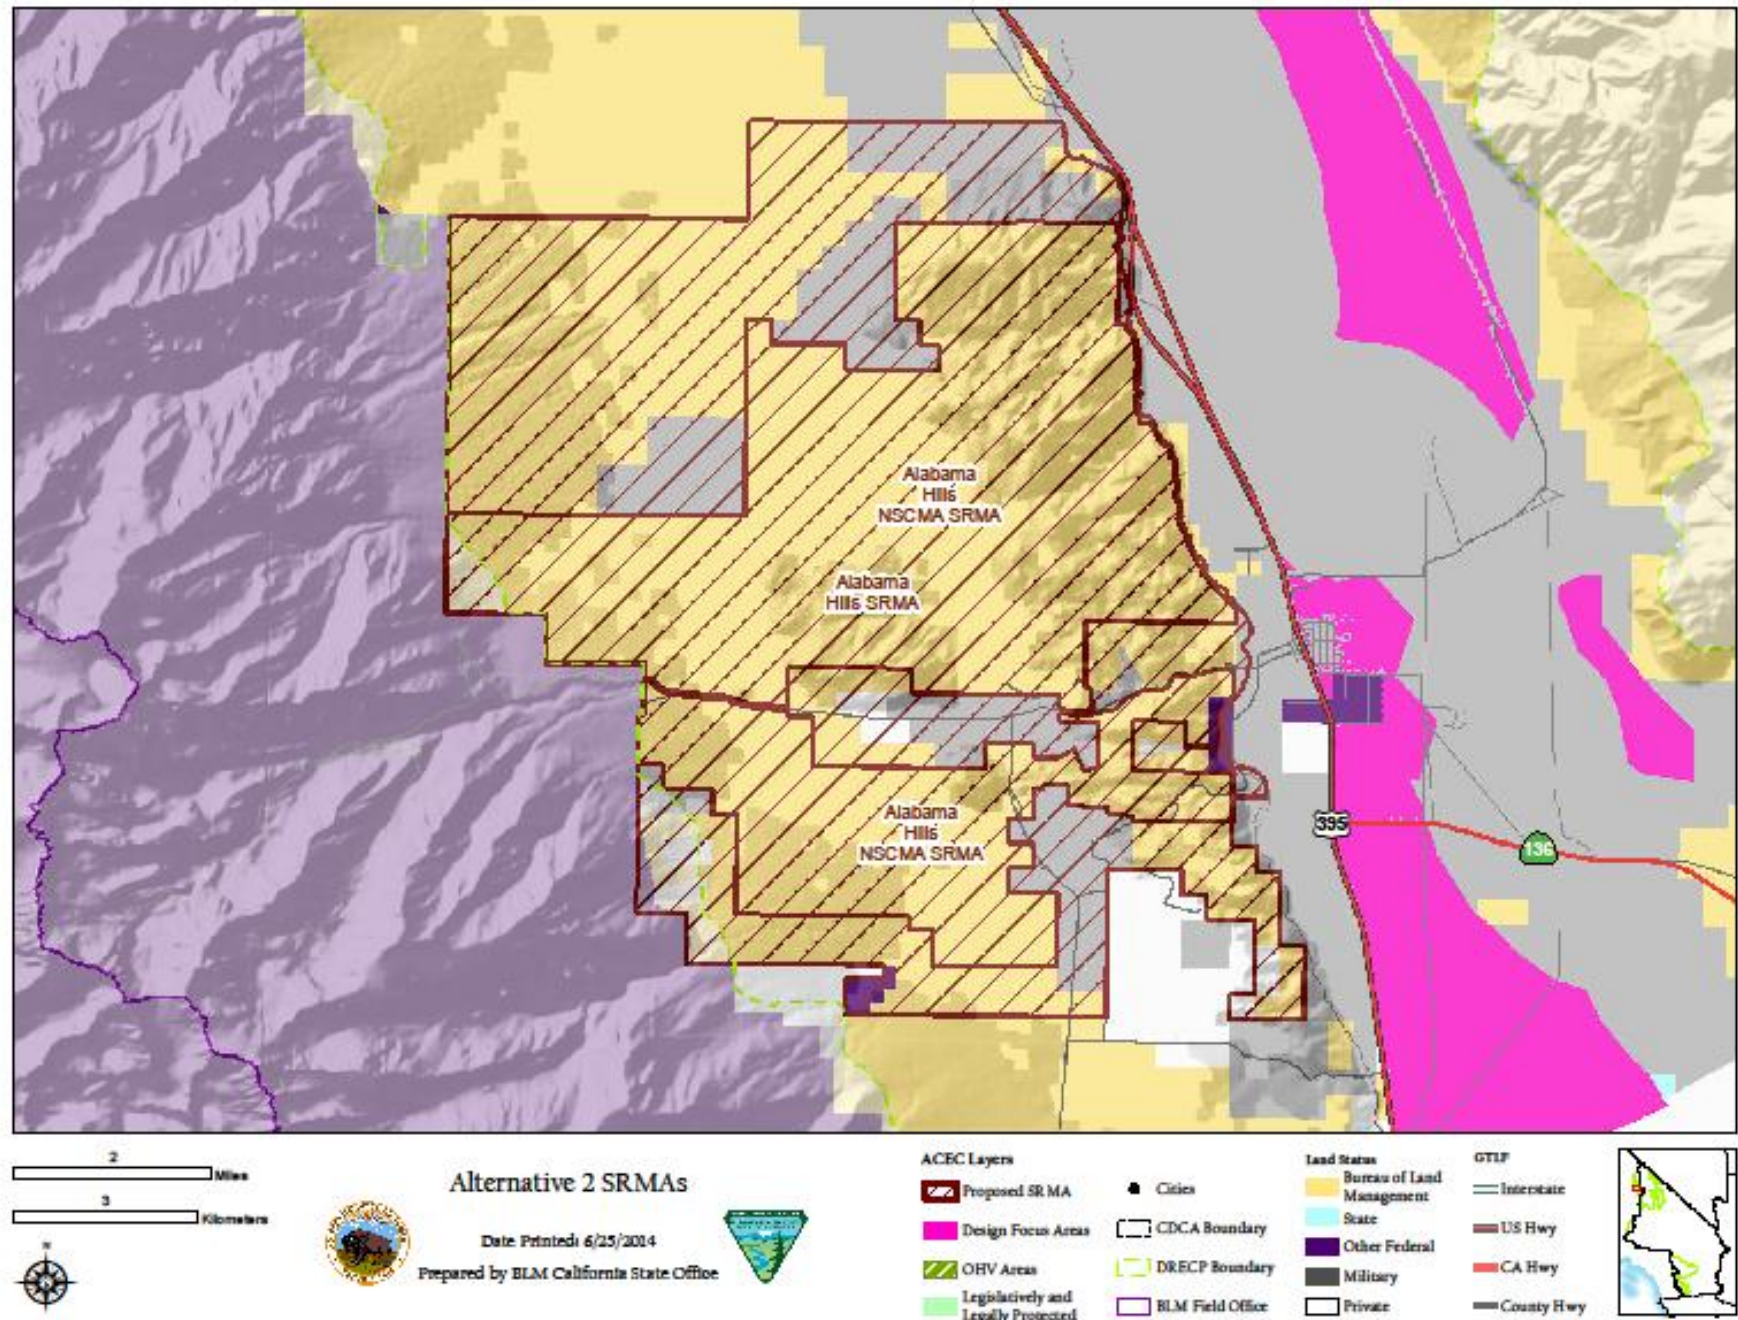 Alabama
Hills
NSCMA SRMA
Alabama
Hills SRMA
Alabama
Hills
NSCMA SRMA
395
136
2
Miles
3
Kilometers
N
Alternative 2 SRMAs
Date Printed: 6/25/2014
Prepared by BLM California State Office
ACEC Layers
Proposed SRMA
Design Focus Areas
OHV Areas
Legislatively and
Legally Protected
Cities
CDCA Boundary
DRECP Boundary
BLM Field Office
Land Status
Bureau of Land
Management
State
Other Federal
Military
Private
GTLF
Interstate
US Hwy
CA Hwy
County Hwy